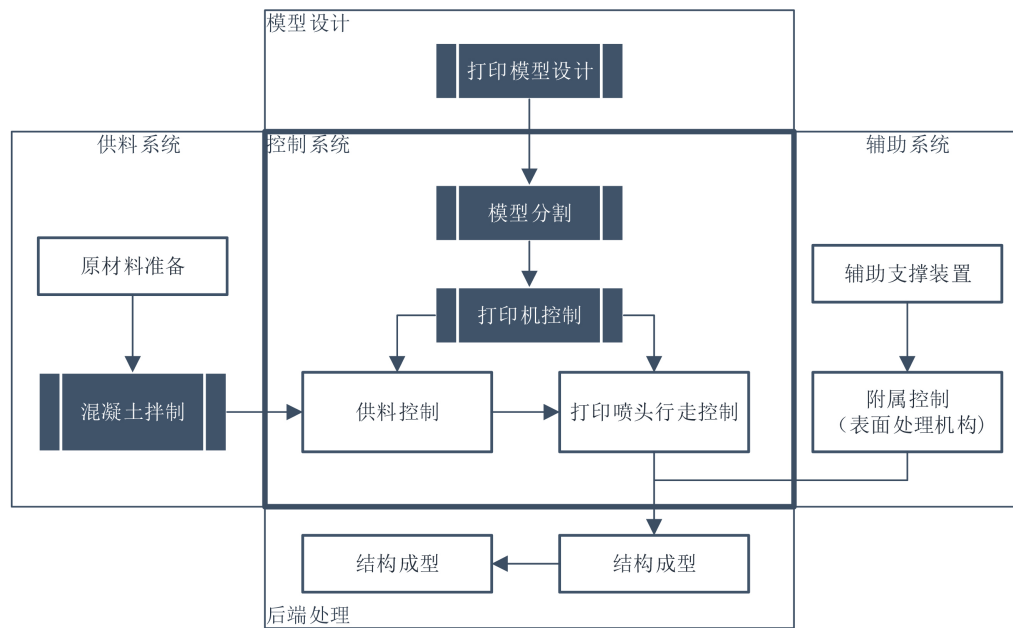 模型设计
打印模型设计
供料系统
控制系统
辅助系统
模型分割
原材料准备
辅助支撑装置
打印机控制
混凝土拌制
供料控制
打印喷头行走控制
附属控制
（表面处理机构)
结构成型
结构成型
后端处理